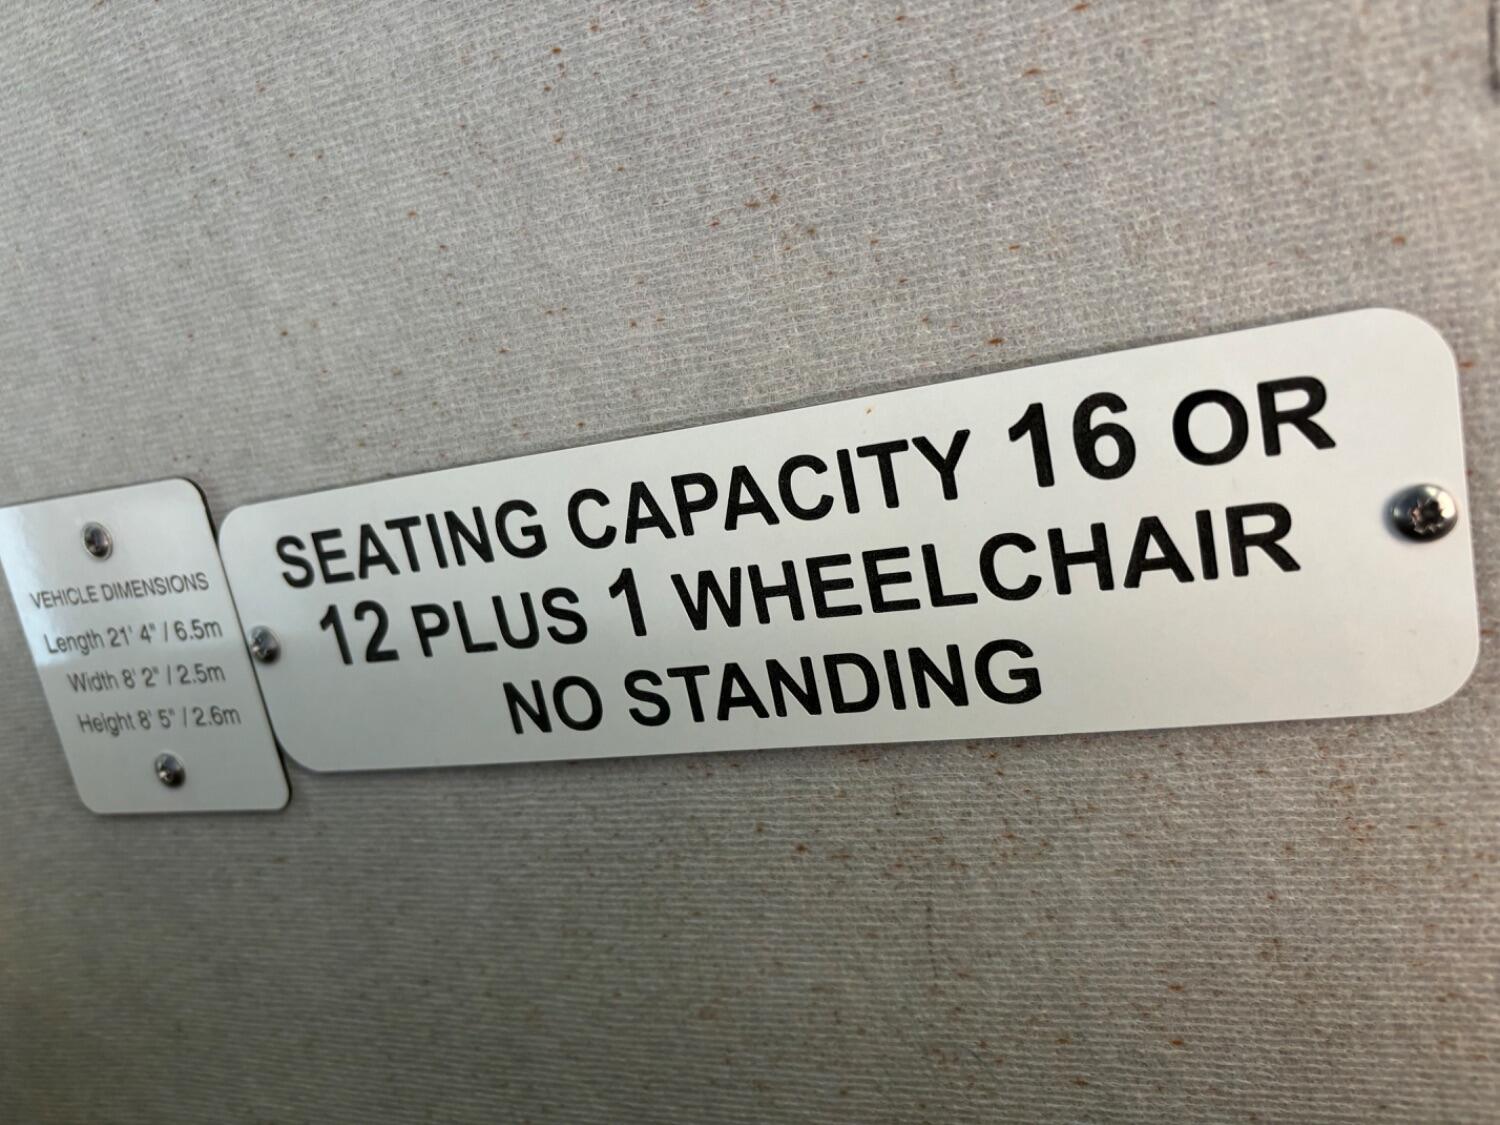 VEHICLE DIMENSIONS
Length 21' 4" / 6.5m
Width 8' 2" / 2.5m
Height 8' 5" / 2.6m
SEATING CAPACITY 16 OR
12 PLUS 1 WHEELCHAIR
NO STANDING